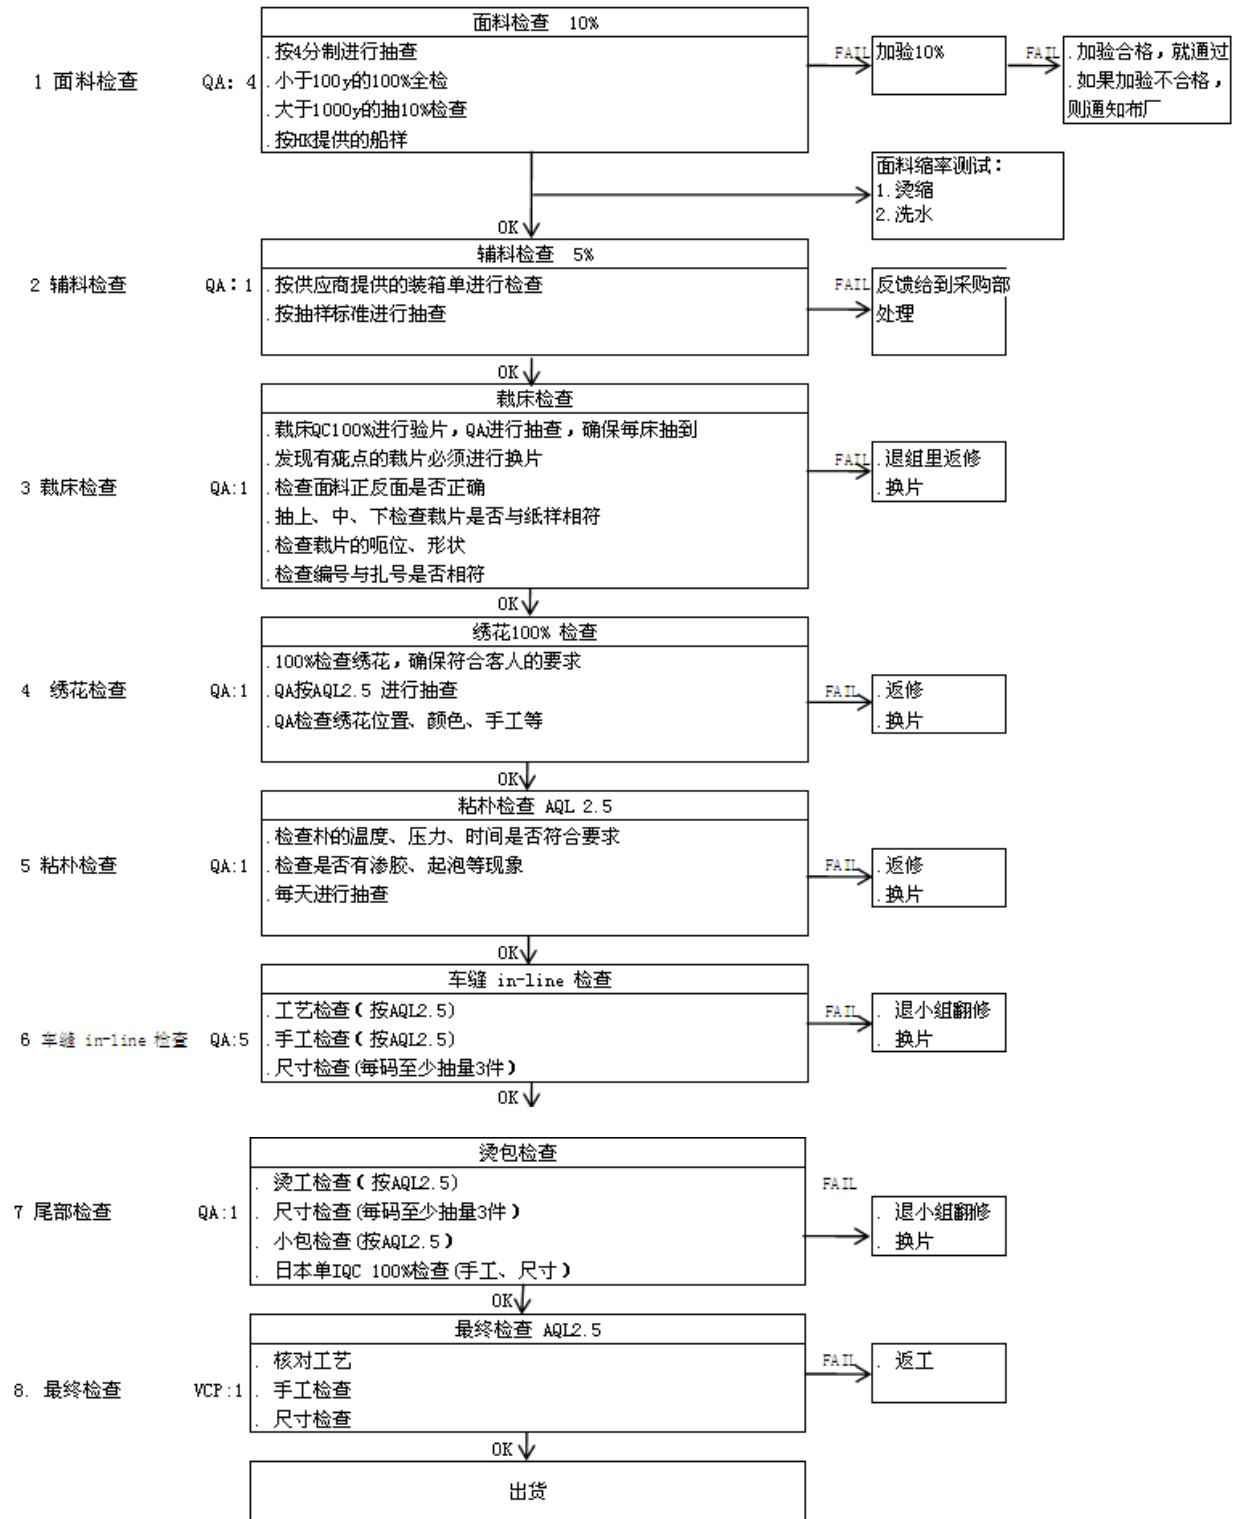 面料检查 10%
1 面料检查
QA: 4
.按4分制进行抽查
.小于100y的100%全检
.大于1000y的抽10%检查
.按HK提供的船样
FAIL
加验10%
FAIL
.加验合格，就通过
.如果加验不合格，
则通知布厂
面料缩率测试：
1.烫缩
2.洗水
OK
辅料检查 5%
2 辅料检查
QA：1
.按供应商提供的装箱单进行检查
.按抽样标准进行抽查
FAIL
反馈给到采购部
处理
OK
裁床检查
3 裁床检查
QA:1
.裁床QC100%进行验片，QA进行抽查，确保每床抽到
.发现有疵点的裁片必须进行换片
.检查面料正反面是否正确
.抽上、中、下检查裁片是否与纸样相符
.检查裁片的呃位、形状
.检查编号与扎号是否相符
FAIL
.退组里返修
.换片
OK
绣花100% 检查
4 绣花检查
QA:1
.100%检查绣花，确保符合客人的要求
.QA按AQL2.5 进行抽查
.QA检查绣花位置、颜色、手工等
FAIL
.返修
.换片
OK
粘朴检查 AQL 2.5
5 粘朴检查
QA:1
.检查朴的温度、压力、时间是否符合要求
.检查是否有渗胶、起泡等现象
.每天进行抽查
FAIL
.返修
.换片
OK
车缝 in-line 检查
6 车缝 in-line 检查
QA:5
.工艺检查( 按AQL2.5)
.手工检查( 按AQL2.5)
.尺寸检查(每码至少抽量3件)
FAIL
. 退小组翻修
. 换片
OK
烫包检查
7 尾部检查
QA:1
. 烫工检查( 按AQL2.5)
. 尺寸检查(每码至少抽量3件)
. 小包检查(按AQL2.5)
. 日本单IQC 100%检查(手工、尺寸)
FAIL
. 退小组翻修
. 换片
OK
最终检查 AQL2.5
8. 最终检查
VCP:1
. 核对工艺
. 手工检查
. 尺寸检查
FAIL
. 返工
OK
出货